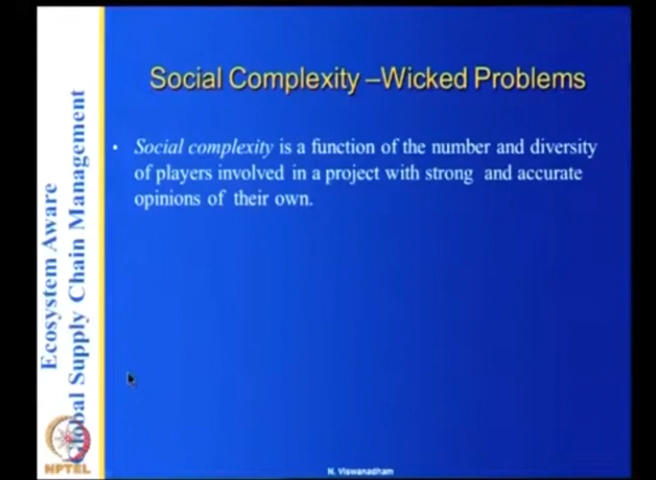 Social Complexity –Wicked Problems
• Social complexity is a function of the number and diversity
of players involved in a project with strong and accurate
opinions of their own.
Ecosystem Aware
Global Supply Chain Management
NPTEL
N. Viswanadham